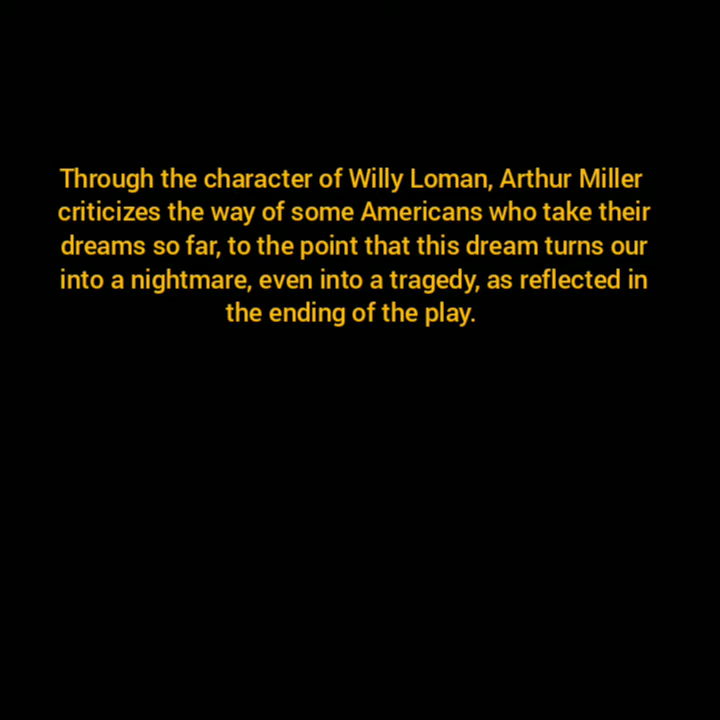 Through the character of Willy Loman, Arthur Miller
criticizes the way of some Americans who take their
dreams so far, to the point that this dream turns our
into a nightmare, even into a tragedy, as reflected in
the ending of the play.